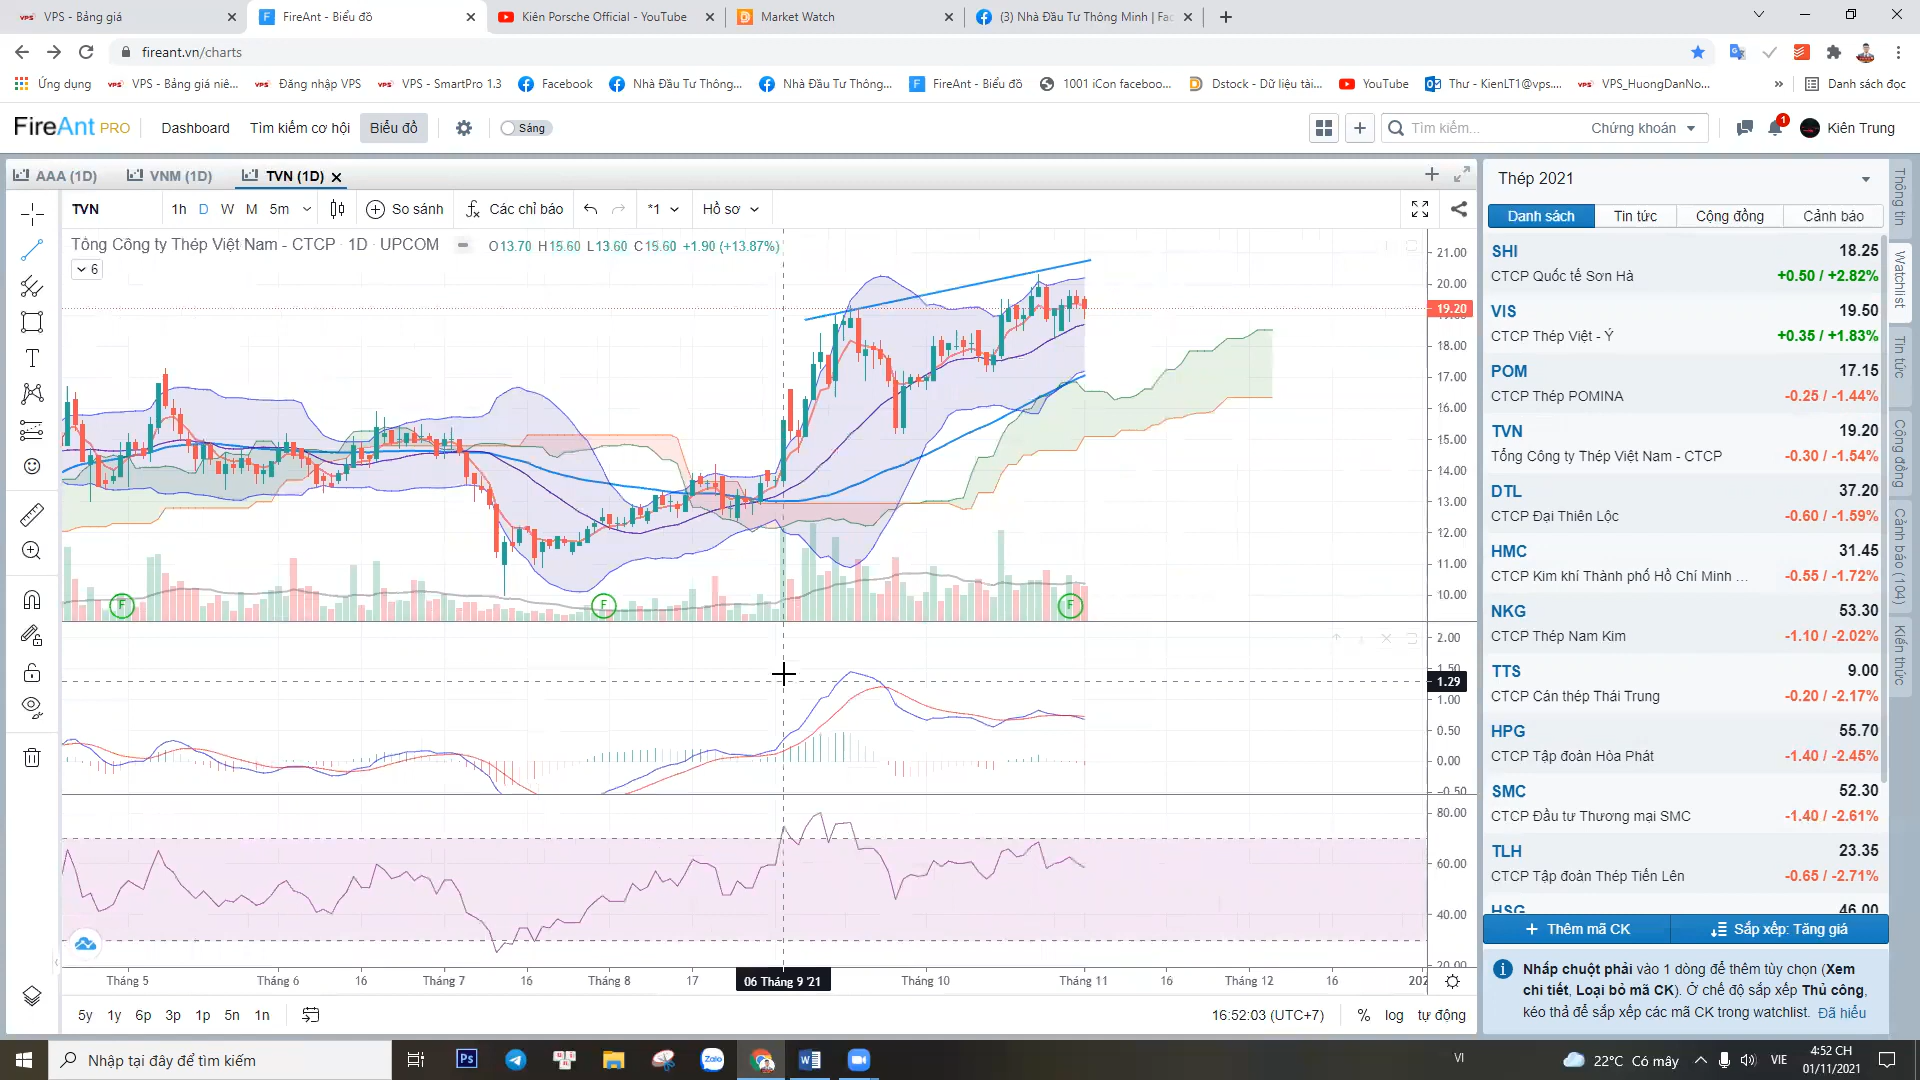 VPS - Bảng giá
FireAnt - Biểu đồ
Kiên Porsche Official - YouTube
Market Watch
(3) Nhà Đầu Tư Thông Minh | Fac
fireant.vn/charts
Ứng dụng
VPS - Bảng giá niê...
Đăng nhập VPS
VPS - SmartPro 1.3
Facebook
Nhà Đầu Tư Thông...
Nhà Đầu Tư Thông...
FireAnt - Biểu đồ
1001 iCon faceboo...
Dstock - Dữ liệu tài...
YouTube
Thư - KienLT1@vps....
VPS_HuongDanNo...
»
Danh sách đọc
FireAnt PRO
Dashboard
Tìm kiếm cơ hội
Biểu đồ
Sáng
Tìm kiếm...
Chứng khoán
1
Kiên Trung
AAA (1D)
VNM (1D)
TVN (1D)
TVN
1h
D
W
M
5m
So sánh
Các chỉ báo
*1
Hồ sơ
Tổng Công ty Thép Việt Nam - CTCP · 1D · UPCOM
O13.70 H15.60 L13.60 C15.60 +1.90 (+13.87%)
6
21.00
20.00
19.20
18.00
17.00
16.00
15.00
14.00
13.00
12.00
11.00
10.00
F
F
F
2.00
1.50
1.29
1.00
0.50
0.00
-0.50
80.00
60.00
40.00
20.00
Tháng 5
Tháng 6
16
Tháng 7
Tháng 8
17
06 Tháng 9 '21
Tháng 10
Tháng 11
16
Tháng 12
16
202
5y
1y
6p
3p
1p
5n
1n
16:52:03 (UTC+7)
%
log
tự động
Thép 2021
Danh sách
Tin tức
Cộng đồng
Cảnh báo
SHI 18.25
CTCP Quốc tế Sơn Hà +0.50 / +2.82%
VIS 19.50
CTCP Thép Việt - Ý +0.35 / +1.83%
POM 17.15
CTCP Thép POMINA -0.25 / -1.44%
TVN 19.20
Tổng Công ty Thép Việt Nam - CTCP -0.30 / -1.54%
DTL 37.20
CTCP Đại Thiên Lộc -0.60 / -1.59%
HMC 31.45
CTCP Kim khí Thành phố Hồ Chí Minh ... -0.55 / -1.72%
NKG 53.30
CTCP Thép Nam Kim -1.10 / -2.02%
TTS 9.00
CTCP Cán thép Thái Trung -0.20 / -2.17%
HPG 55.70
CTCP Tập đoàn Hòa Phát -1.40 / -2.45%
SMC 52.30
CTCP Đầu tư Thương mại SMC -1.40 / -2.61%
TLH 23.35
CTCP Tập đoàn Thép Tiến Lên -0.65 / -2.71%
HSG 46.00
Thêm mã CK
Sắp xếp: Tăng giá
Nhấp chuột phải vào 1 dòng để thêm tùy chọn (Xem
chi tiết, Loại bỏ mã CK). Ở chế độ sắp xếp Thủ công,
kéo thả để sắp xếp các mã CK trong watchlist. Đã hiểu
Thông tin
Watchlist
Tin tức
Cộng đồng
Cảnh báo (104)
Kiến thức
Nhập tại đây để tìm kiếm
Ps
Zalo
VI
22°C Có mây
VIE
4:52 CH
01/11/2021